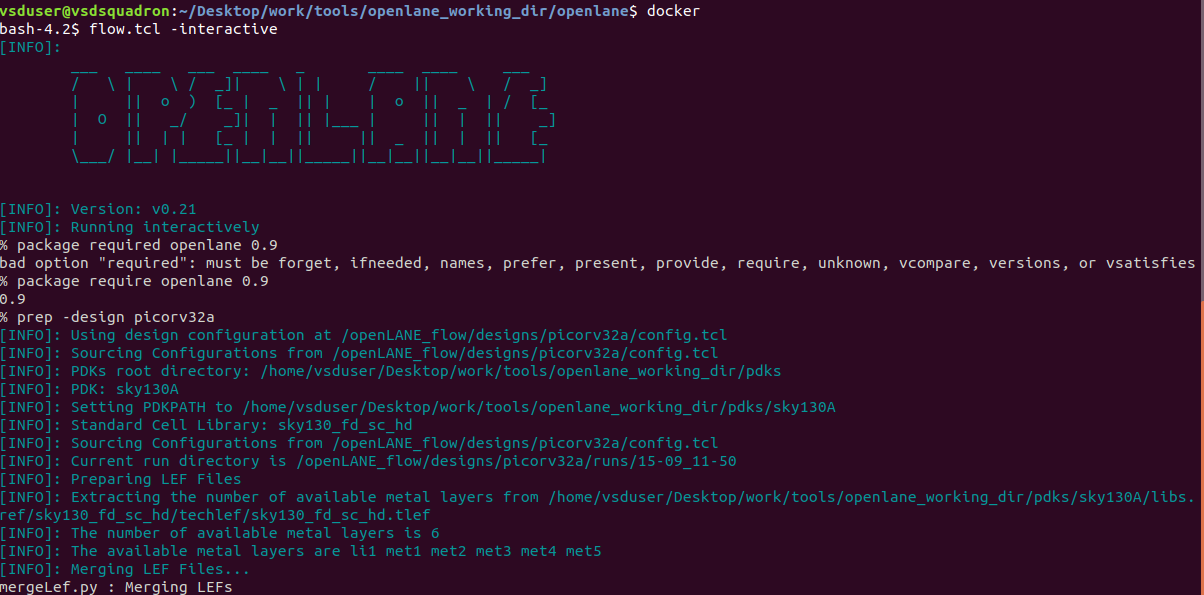 vsduser@vsdsquadron:~/Desktop/work/tools/openlane_working_dir/openlane$ docker
bash-4.2$ flow.tcl -interactive
[INFO]:
OPENLANE
[INFO]: Version: v0.21
[INFO]: Running interactively
% package required openlane 0.9
bad option "required": must be forget, ifneeded, names, prefer, present, provide, require, unknown, vcompare, versions, or vsatisfies
% package require openlane 0.9
0.9
% prep -design picorv32a
[INFO]: Using design configuration at /openLANE_flow/designs/picorv32a/config.tcl
[INFO]: Sourcing Configurations from /openLANE_flow/designs/picorv32a/config.tcl
[INFO]: PDKs root directory: /home/vsduser/Desktop/work/tools/openlane_working_dir/pdks
[INFO]: PDK: sky130A
[INFO]: Setting PDKPATH to /home/vsduser/Desktop/work/tools/openlane_working_dir/pdks/sky130A
[INFO]: Standard Cell Library: sky130_fd_sc_hd
[INFO]: Sourcing Configurations from /openLANE_flow/designs/picorv32a/config.tcl
[INFO]: Current run directory is /openLANE_flow/designs/picorv32a/runs/15-09_11-50
[INFO]: Preparing LEF Files
[INFO]: Extracting the number of available metal layers from /home/vsduser/Desktop/work/tools/openlane_working_dir/pdks/sky130A/libs.
ref/sky130_fd_sc_hd/techlef/sky130_fd_sc_hd.tlef
[INFO]: The number of available metal layers is 6
[INFO]: The available metal layers are li1 met1 met2 met3 met4 met5
[INFO]: Merging LEF Files...
mergeLef.py : Merging LEFs